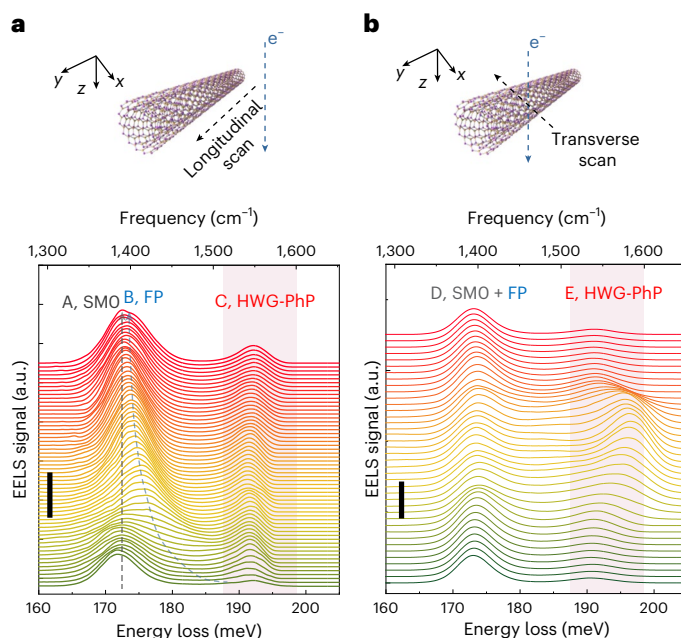 a
e⁻
y
z
x
Longitudinal
scan
Frequency (cm⁻¹)
1,300
1,400
1,500
1,600
A, SMO
B, FP
C, HWG-PhP
EELS signal (a.u.)
160
170
180
190
200
Energy loss (meV)
b
e⁻
y
z
x
Transverse
scan
Frequency (cm⁻¹)
1,300
1,400
1,500
1,600
D, SMO + FP
E, HWG-PhP
EELS signal (a.u.)
160
170
180
190
200
Energy loss (meV)